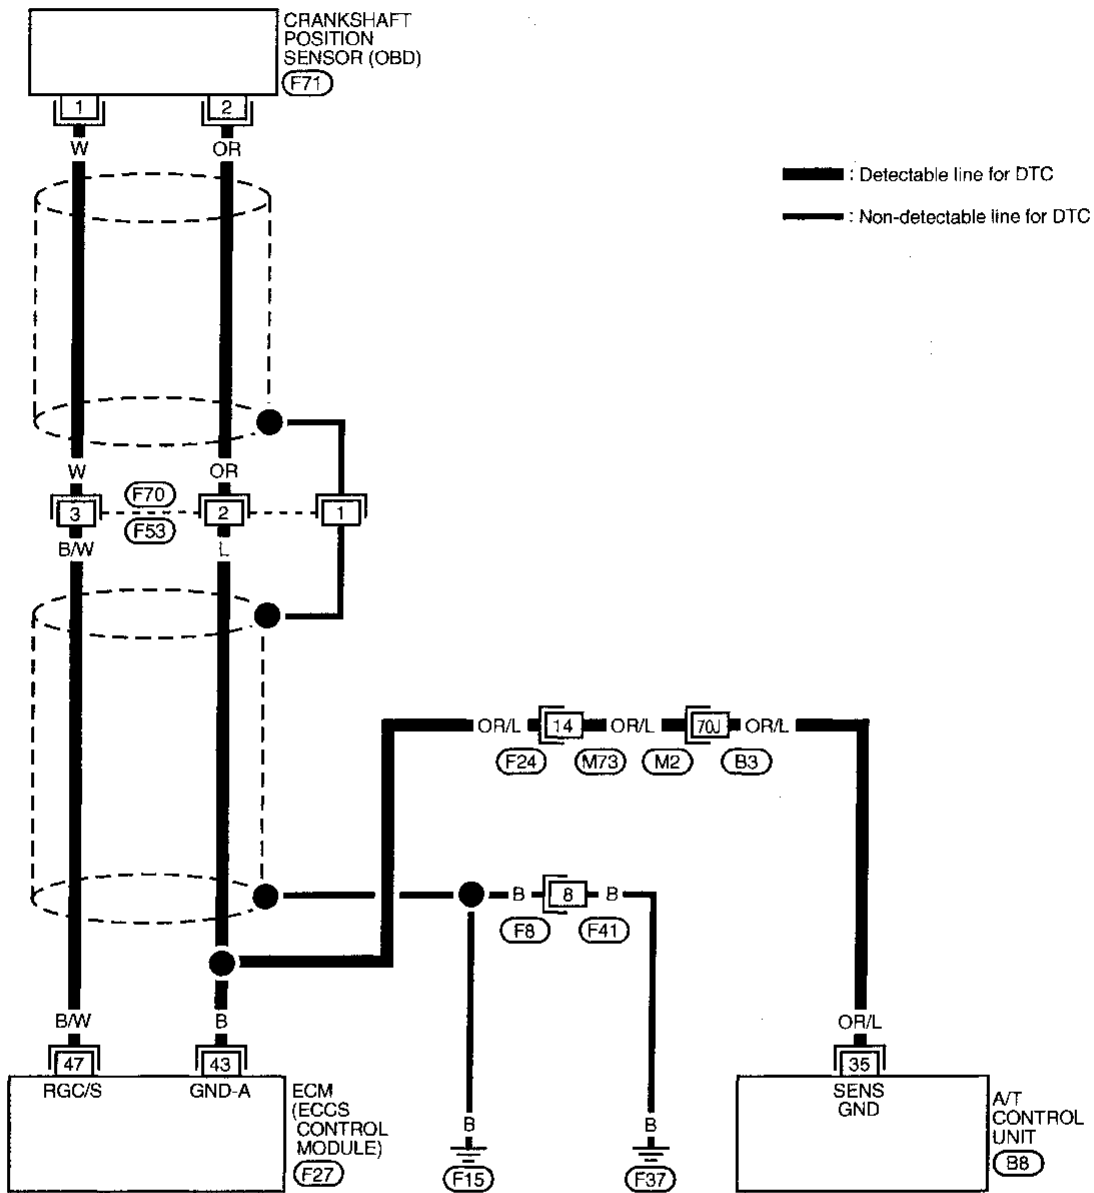 CRANKSHAFT
POSITION
SENSOR (OBD)
F71
1
2
W
OR
: Detectable line for DTC
: Non-detectable line for DTC
W
OR
F70
3
2
1
F53
B/W
L
OR/L
14
OR/L
70J
OR/L
F24
M73
M2
B3
B
8
B
F8
F41
B/W
B
OR/L
47
43
35
RGC/S
GND-A
ECM
(ECCS
CONTROL
MODULE)
F27
SENS
GND
A/T
CONTROL
UNIT
B8
B
B
F15
F37